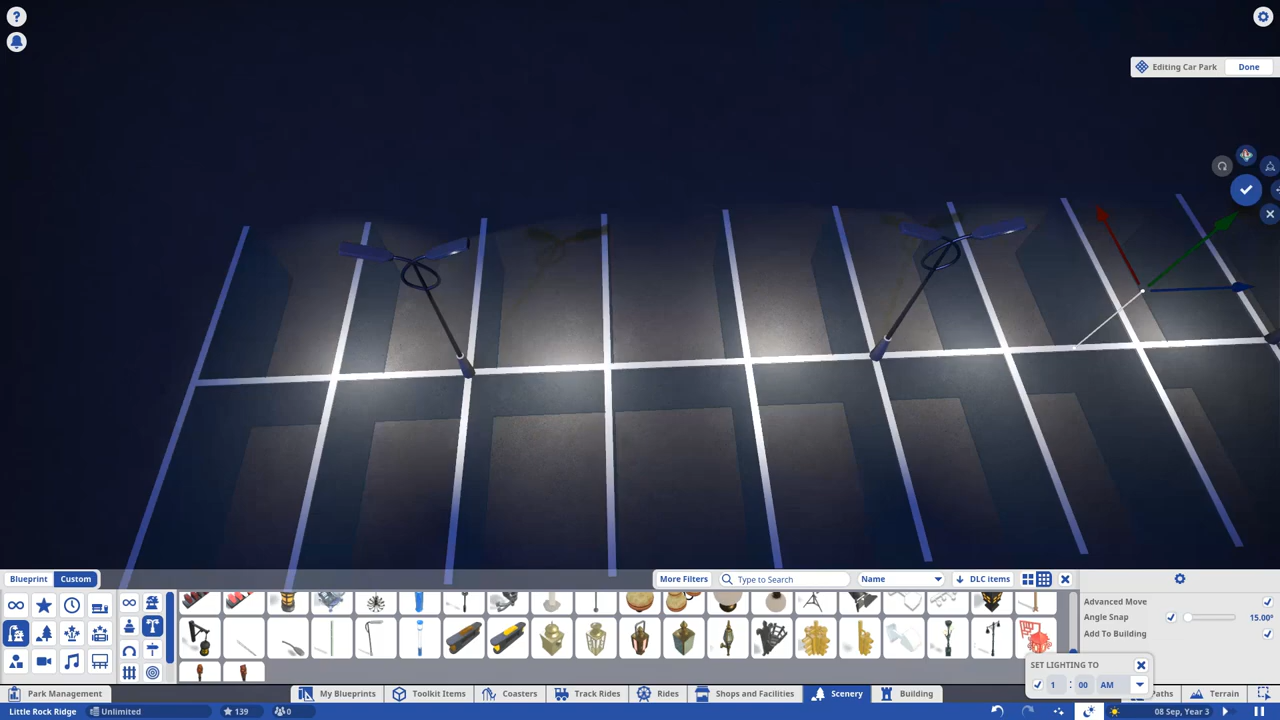 ?
Editing Car Park Done
Blueprint Custom
More Filters Type to Search Name DLC items
Advanced Move
Angle Snap 15.00°
Add To Building
SET LIGHTING TO
1 : 00 AM
Park Management My Blueprints Toolkit Items Coasters Track Rides Rides Shops and Facilities Scenery Building Paths Terrain
Little Rock Ridge Unlimited 139 0 08 Sep, Year 3